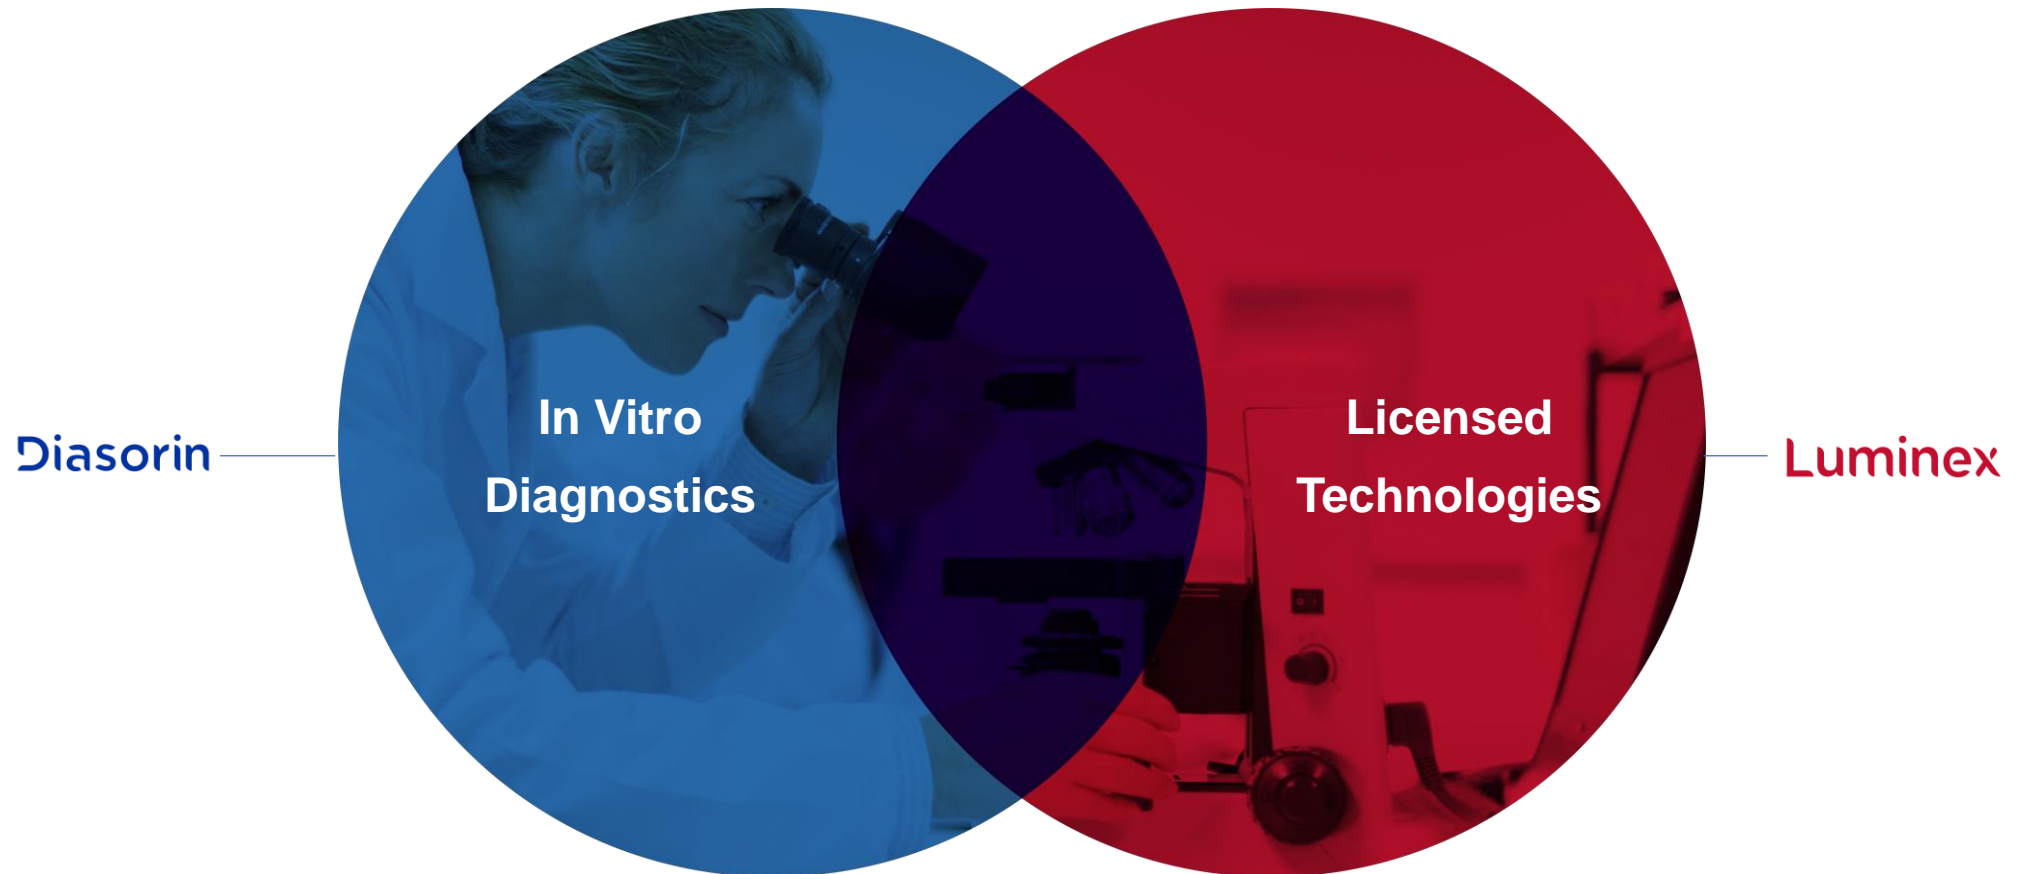 Diasorin
In Vitro
Diagnostics
Licensed
Technologies
Luminex